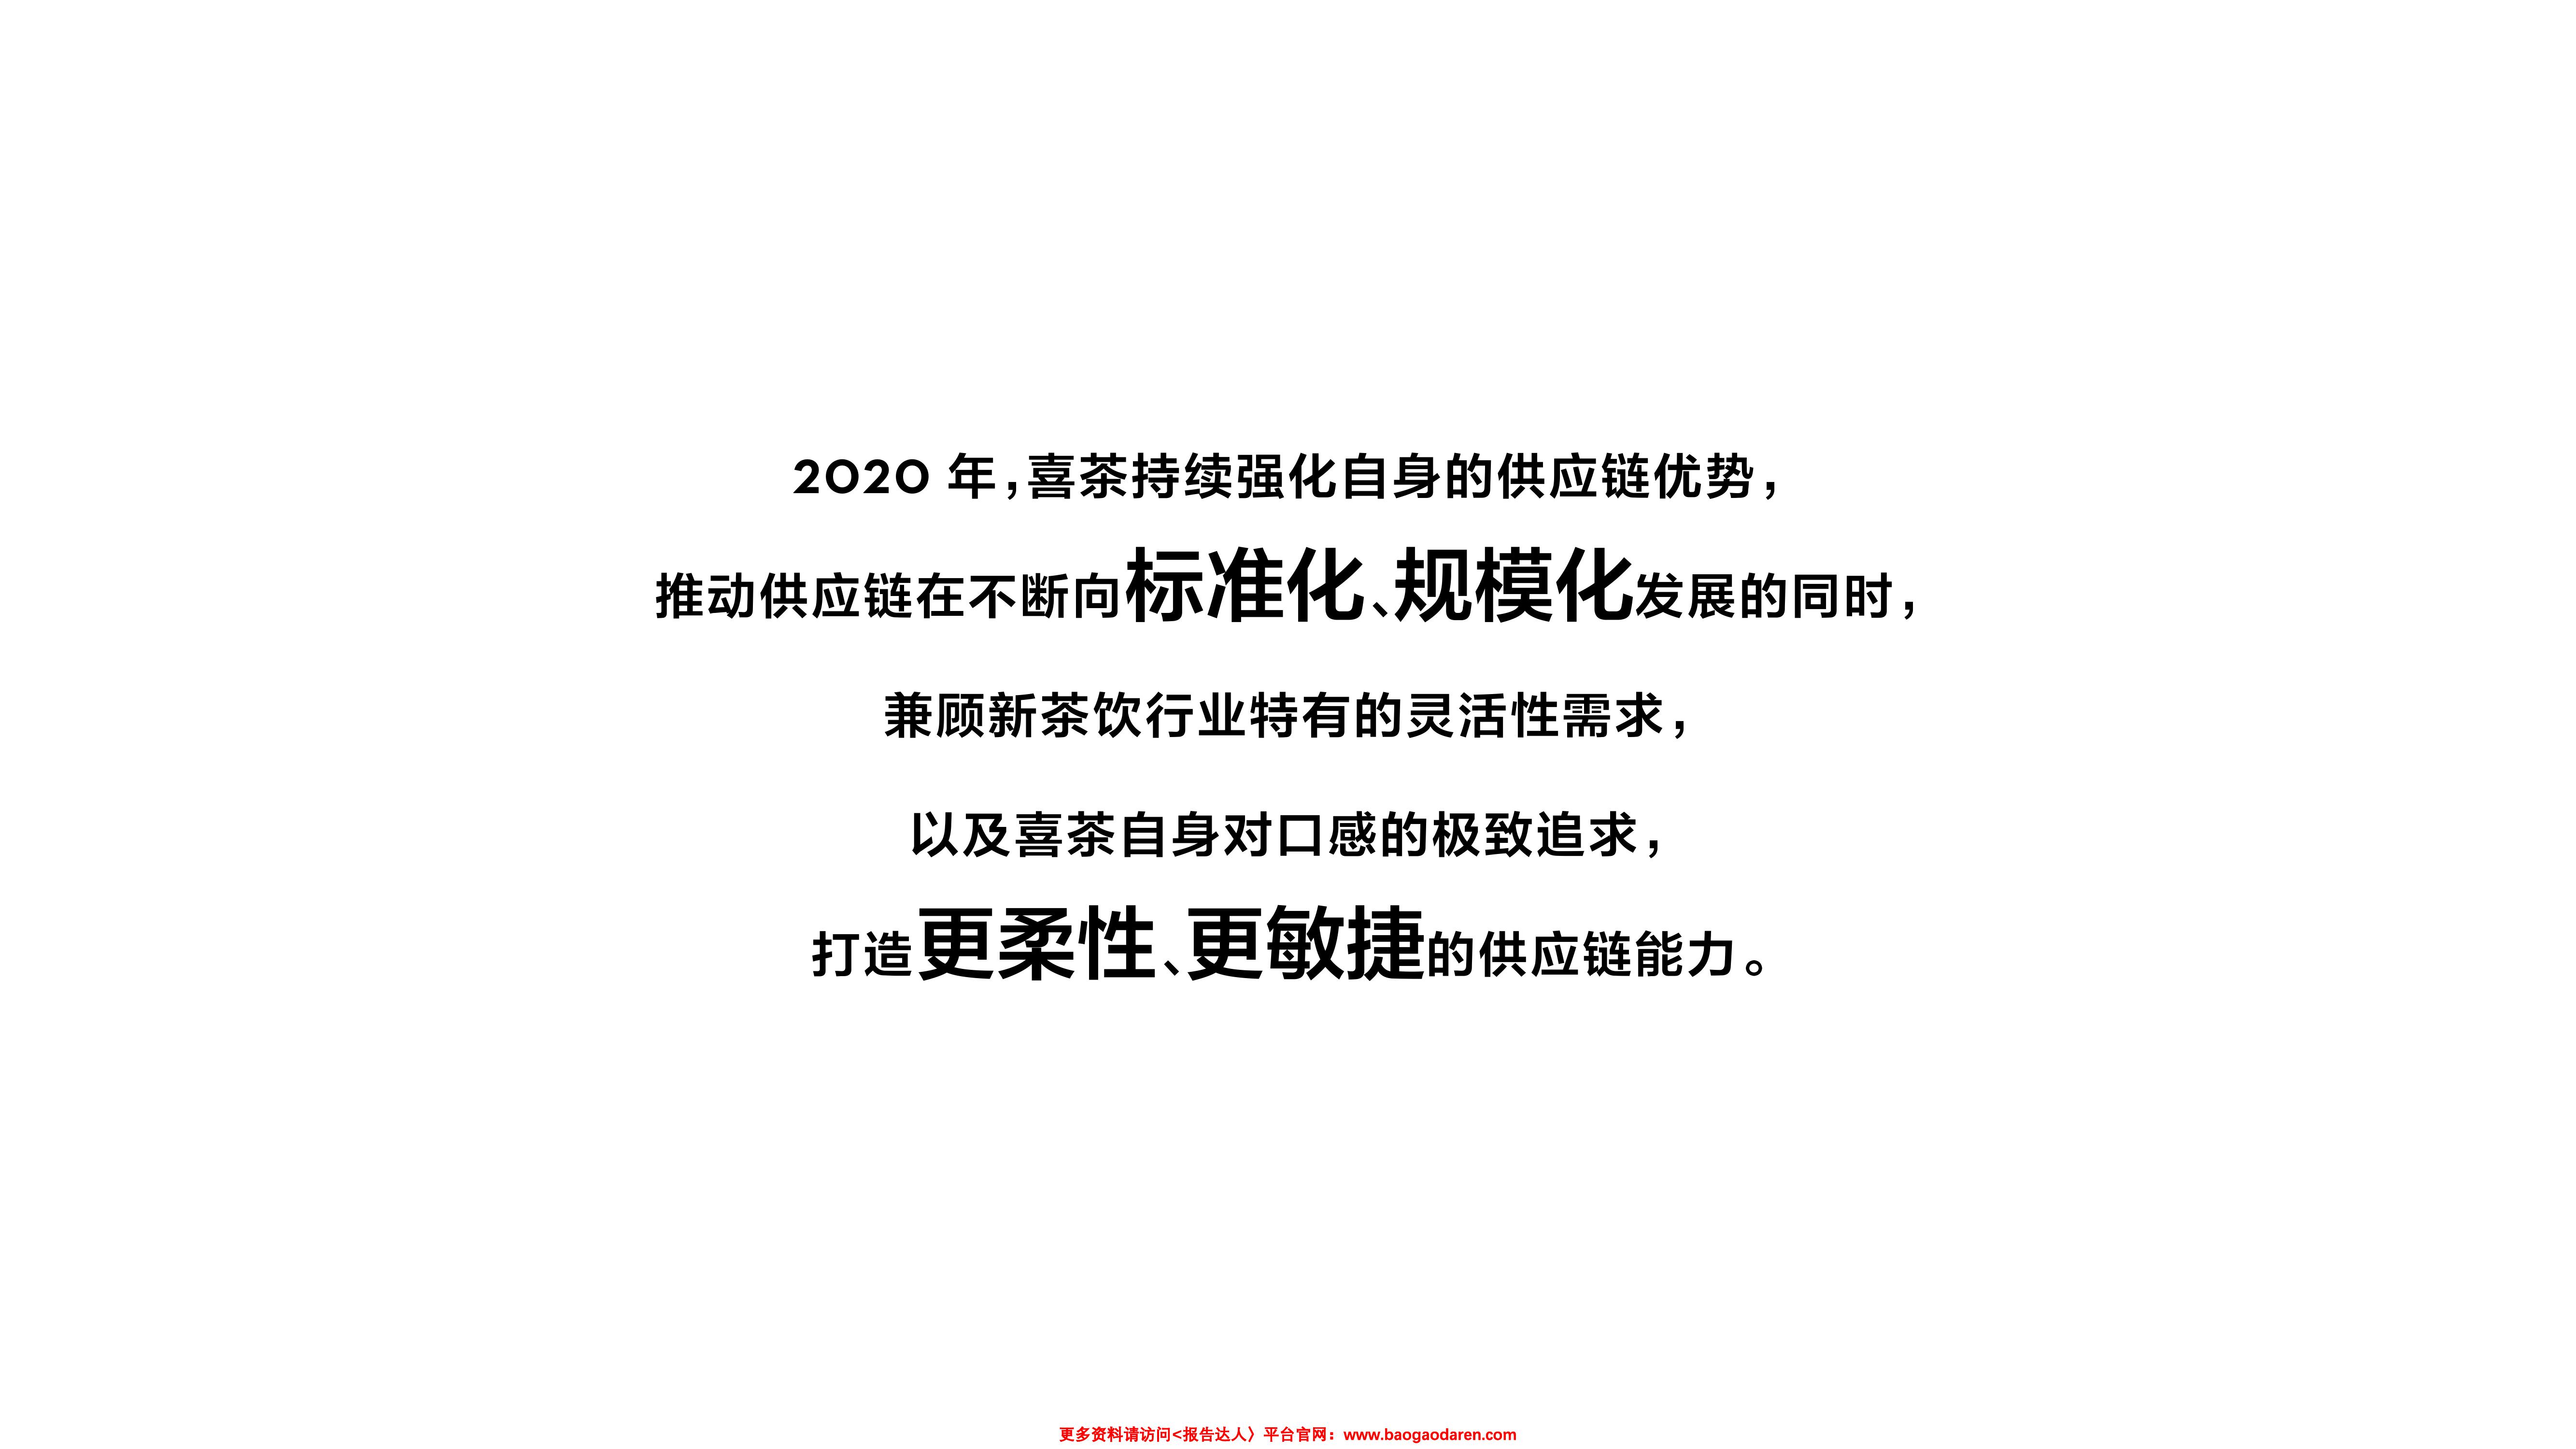 2020 年，喜茶持续强化自身的供应链优势，
推动供应链在不断向标准化、规模化发展的同时，
兼顾新茶饮行业特有的灵活性需求，
以及喜茶自身对口感的极致追求，
打造更柔性、更敏捷的供应链能力。
更多资料请访问<报告达人〉平台官网：www.baogaodaren.com